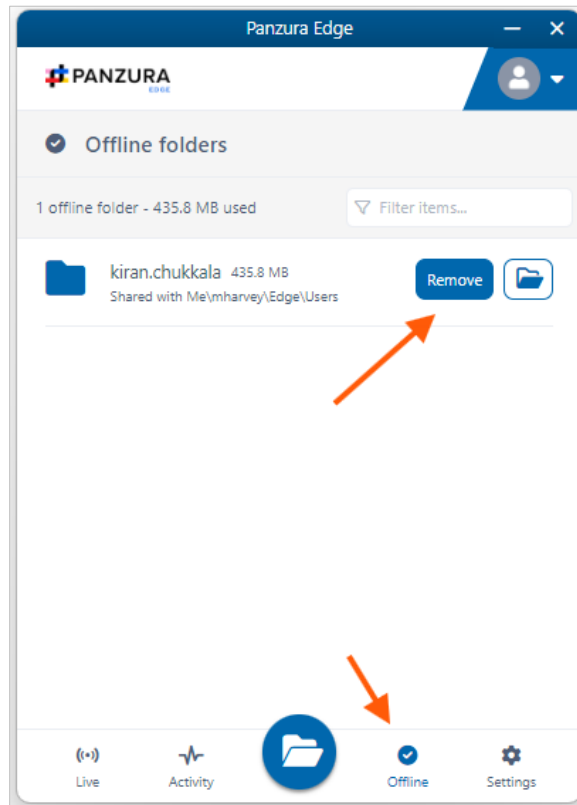 Panzura Edge
PANZURA
EDGE
Offline folders
1 offline folder - 435.8 MB used
Filter items...
kiran.chukkala 435.8 MB
Remove
Shared with Me\mharvey\Edge\Users
Live
Activity
Offline
Settings